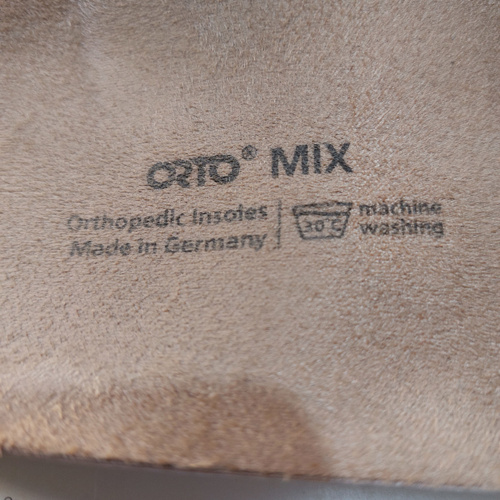 ORTO® MIX
Orthopedic Insoles
Made in Germany
30 C
machine
washing